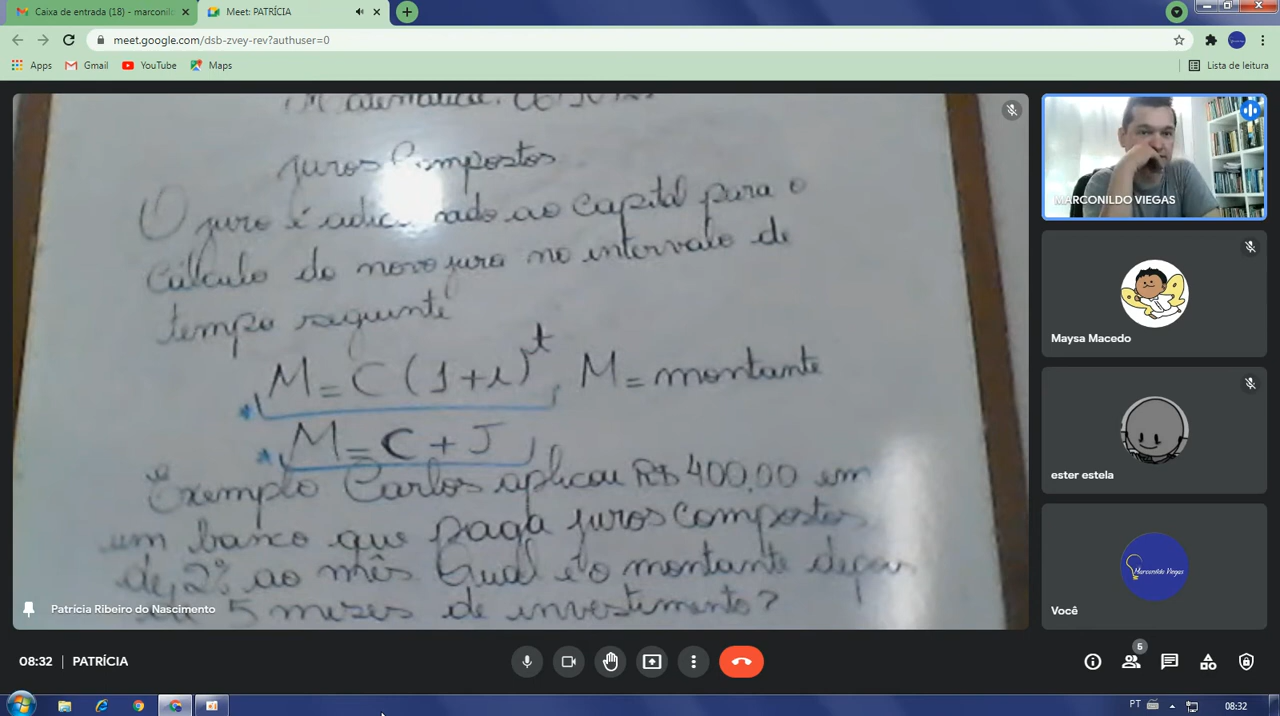 Caixa de entrada (18) - marconil
Meet: PATRÍCIA
meet.google.com/dsb-zvey-rev?authuser=0
Apps Gmail YouTube Maps Lista de leitura
Matemática.
Juros Compostos
O juro é adicionado ao capital para o
cálculo do novo juro no intervalo de
tempo seguinte
M = C (1+i)^t, M = montante
* M = C + J
Exemplo Carlos aplicou R$ 400,00 em
um banco que paga juros compostos
de 2% ao mês Qual é o montante depois
de 5 meses de investimento?
Patrícia Ribeiro do Nascimento
MARCONILDO VIEGAS
Maysa Macedo
ester estela
Marconildo Viegas
Você
08:32 | PATRÍCIA
6
PT 08:32